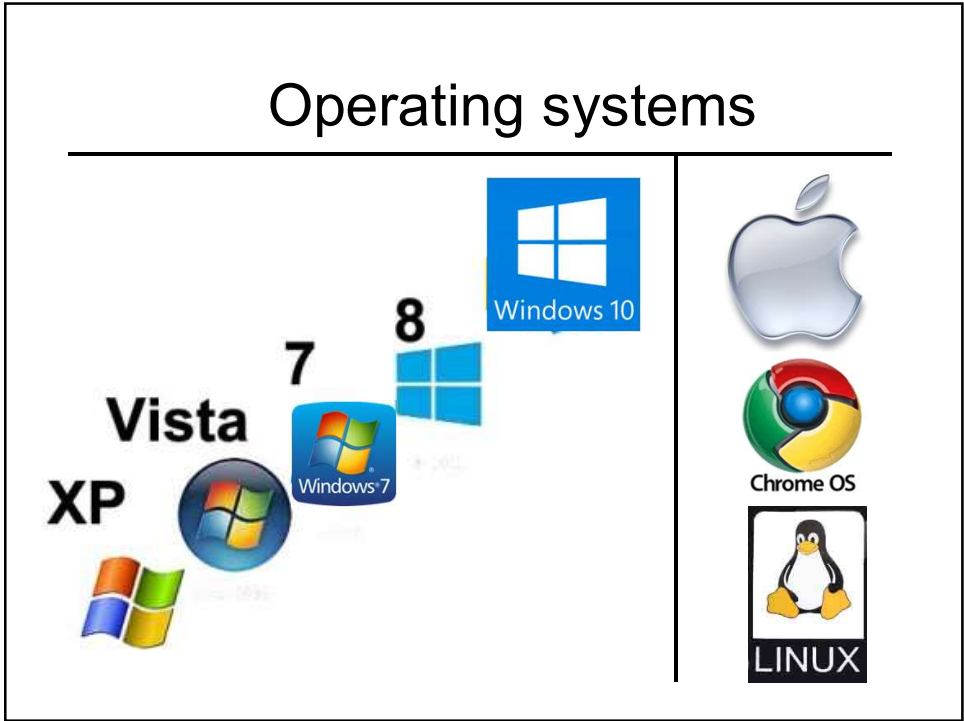 Operating systems
XP
Vista
7
Windows 7
8
Windows 10
Chrome OS
LINUX